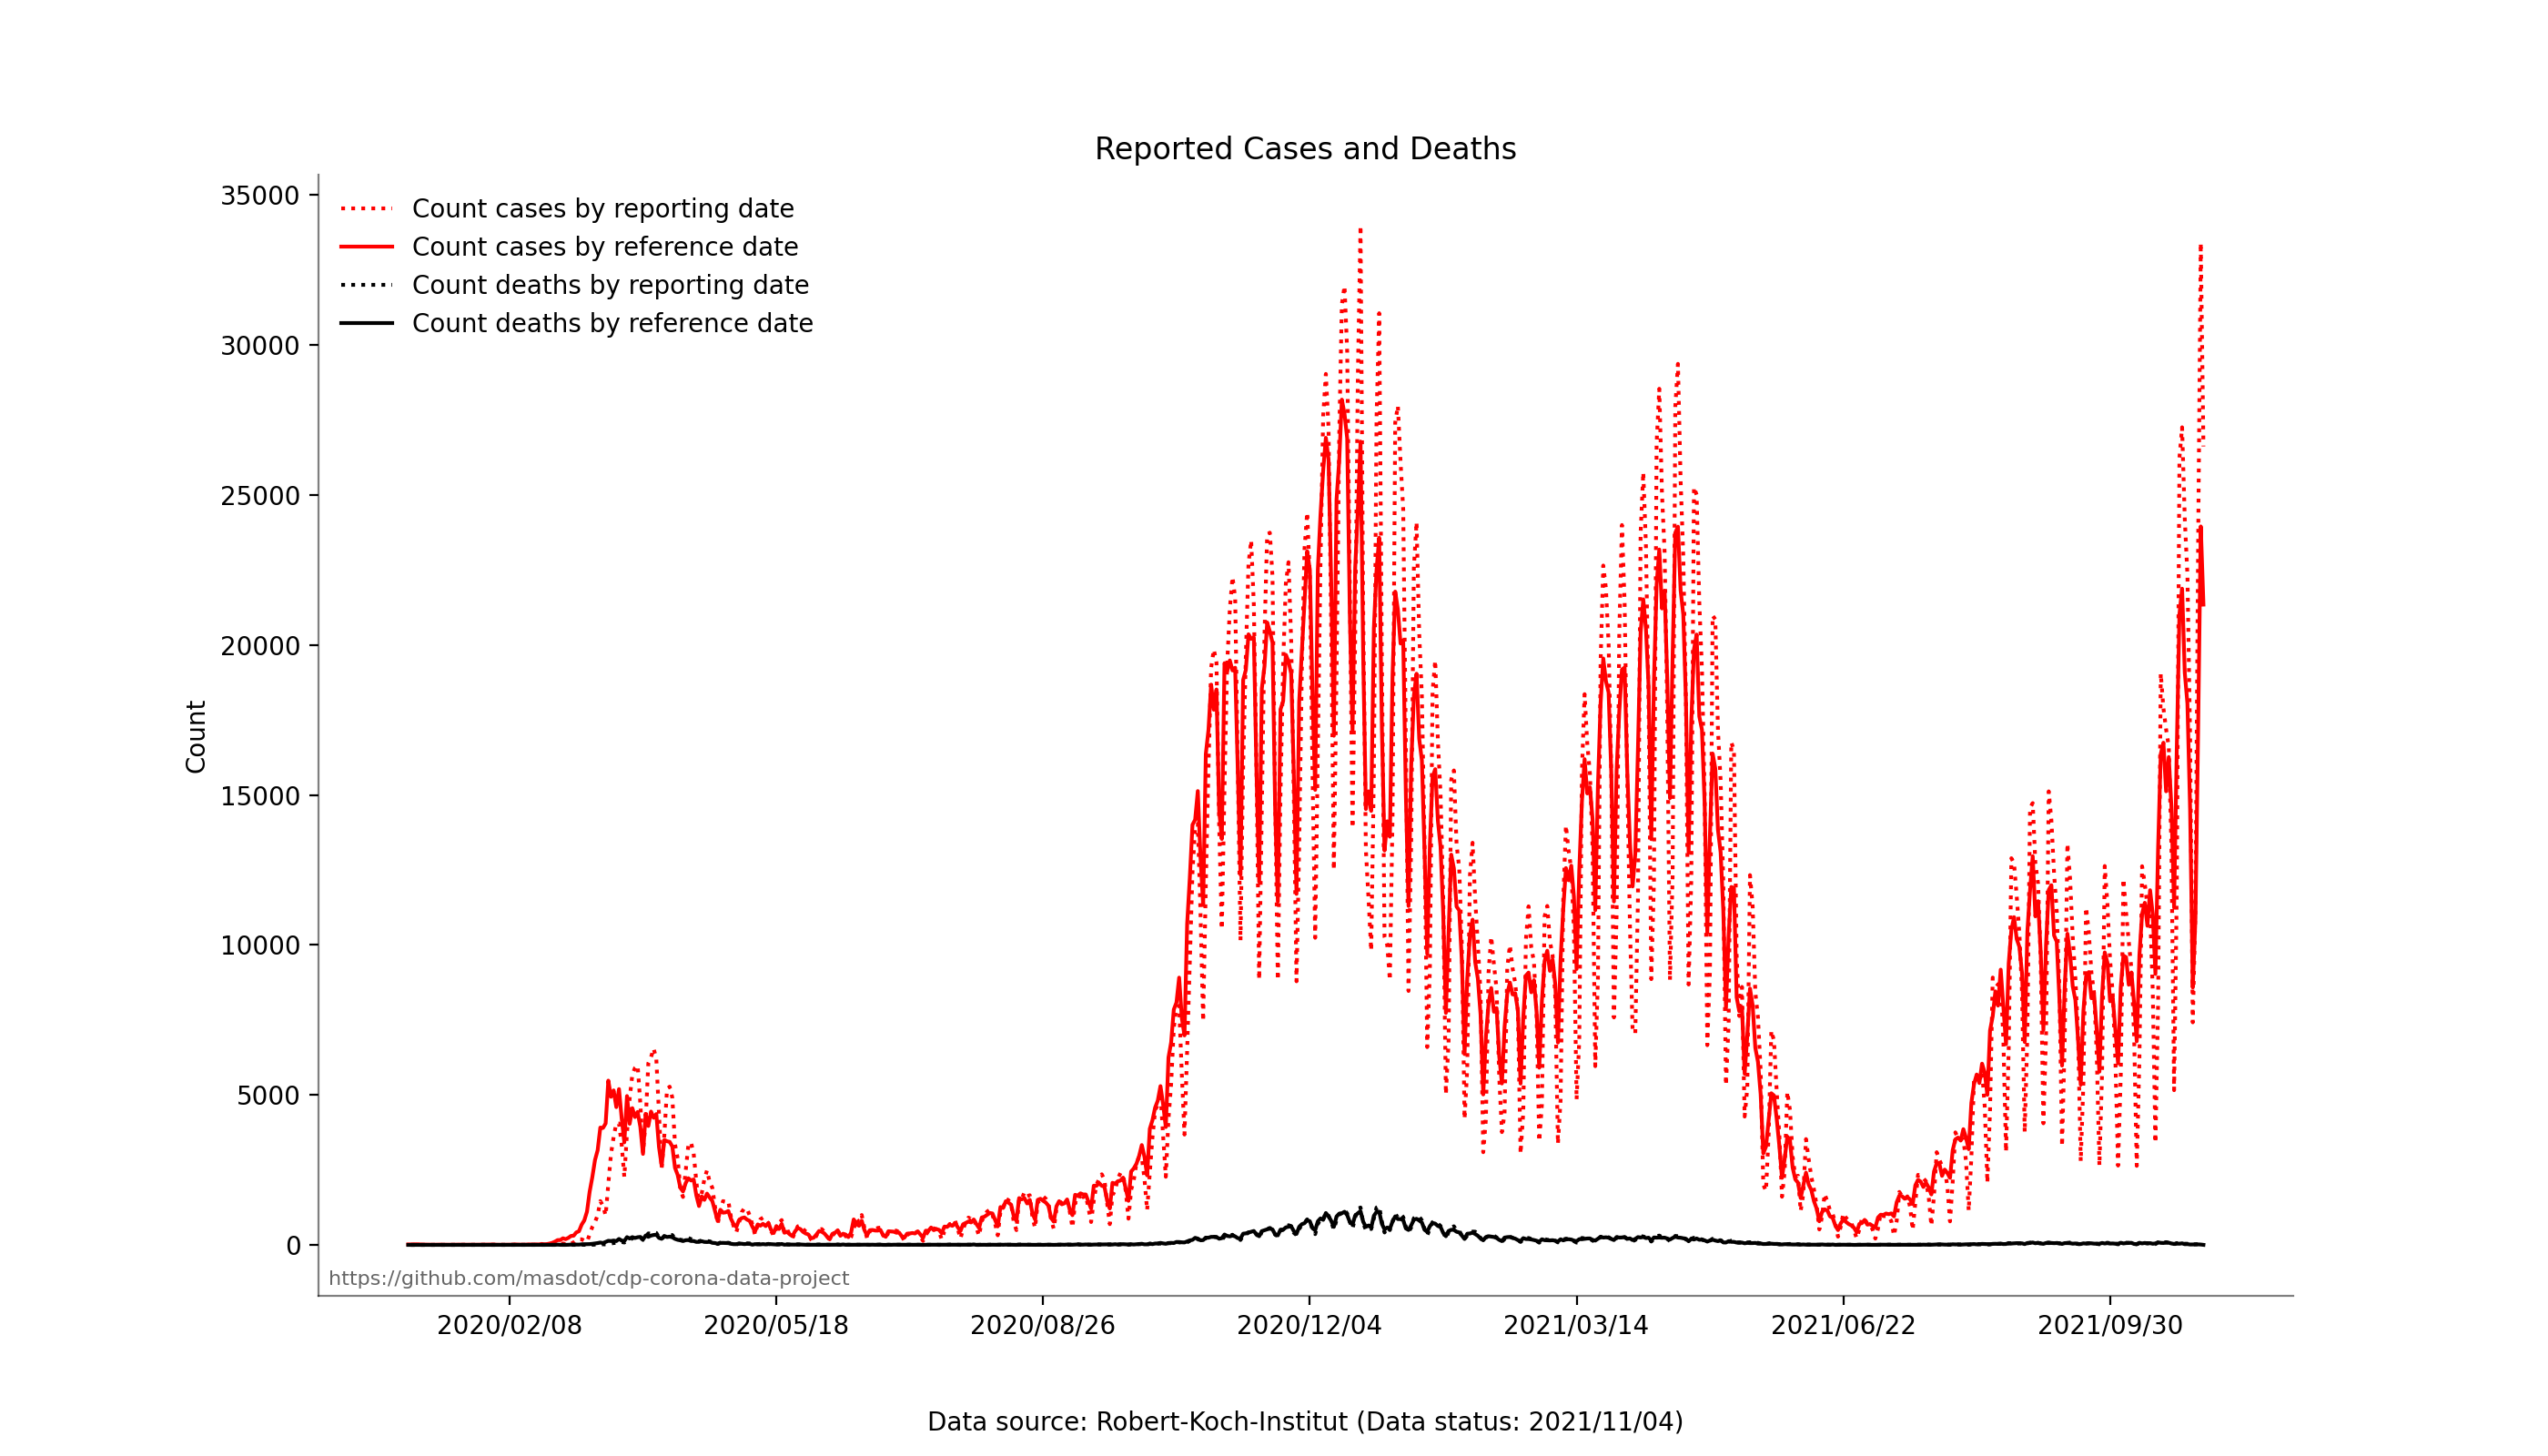 Reported Cases and Deaths
35000
30000
25000
20000
15000
10000
5000
0
Count
Count cases by reporting date
Count cases by reference date
Count deaths by reporting date
Count deaths by reference date
https://github.com/masdot/cdp-corona-data-project
2020/02/08 2020/05/18 2020/08/26 2020/12/04 2021/03/14 2021/06/22 2021/09/30
Data source: Robert-Koch-Institut (Data status: 2021/11/04)